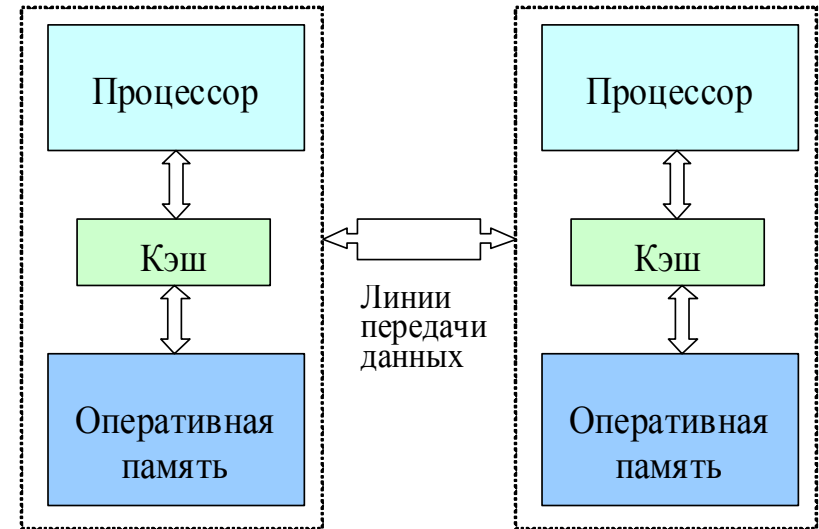 Процессор
Кэш
Оперативная
память
Линии
передачи
данных
Процессор
Кэш
Оперативная
память